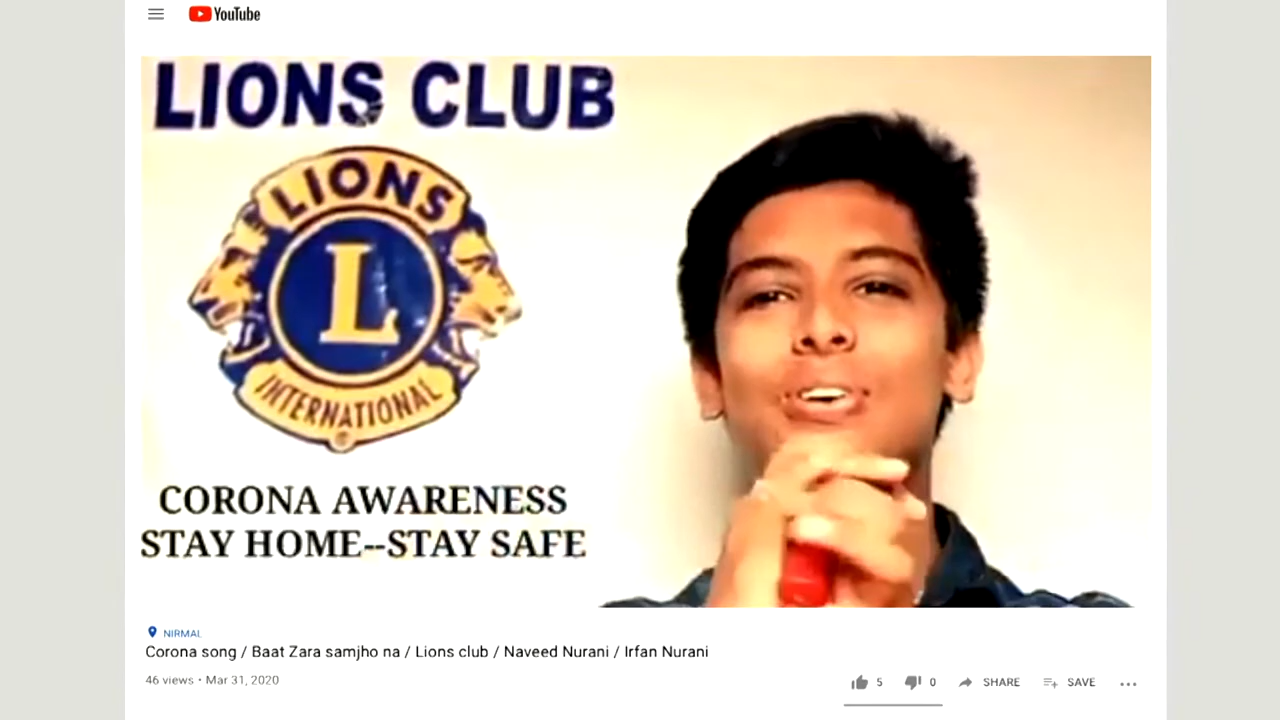 YouTube
LIONS CLUB
LIONS
L
INTERNATIONAL
®
CORONA AWARENESS
STAY HOME--STAY SAFE
NIRMAL
Corona song / Baat Zara samjho na / Lions club / Naveed Nurani / Irfan Nurani
46 views • Mar 31, 2020
5 0 SHARE SAVE